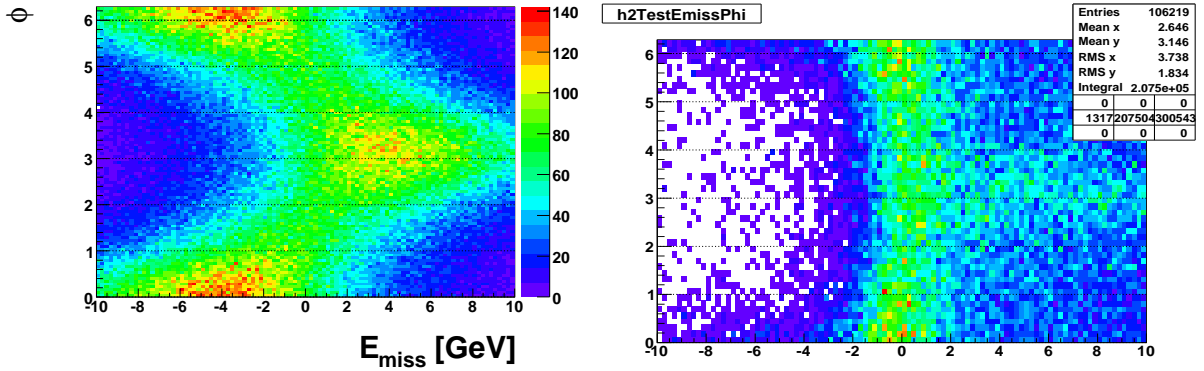 φ
6
5
4
3
2
1
0
-10 -8 -6 -4 -2 0 2 4 6 8 10
E_miss [GeV]
140
120
100
80
60
40
20
0
h2TestEmissPhi
Entries 106219
Mean x 2.646
Mean y 3.146
RMS x 3.738
RMS y 1.834
Integral 2.075e+05
0 0 0
1317 207504 300543
0 0 0
6
5
4
3
2
1
0
-10 -8 -6 -4 -2 0 2 4 6 8 10